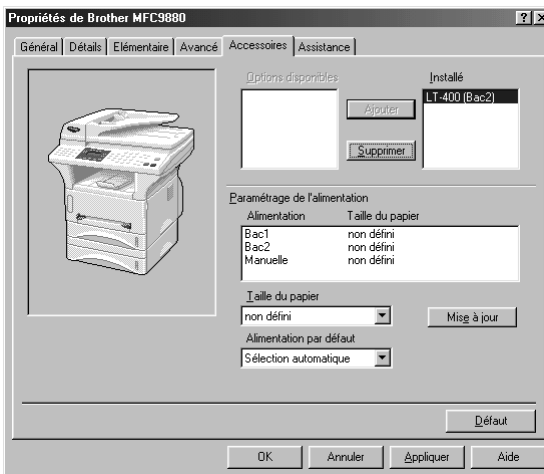 Propriétés de Brother MFC9880
Général Détails Elémentaire Avancé Accessoires Assistance
Options disponibles
Installé
LT-400 (Bac2)
Ajouter
Supprimer
Paramétrage de l'alimentation
Alimentation Taille du papier
Bac1 non défini
Bac2 non défini
Manuelle non défini
Taille du papier
non défini
Mise à jour
Alimentation par défaut
Sélection automatique
Défaut
OK Annuler Appliquer Aide